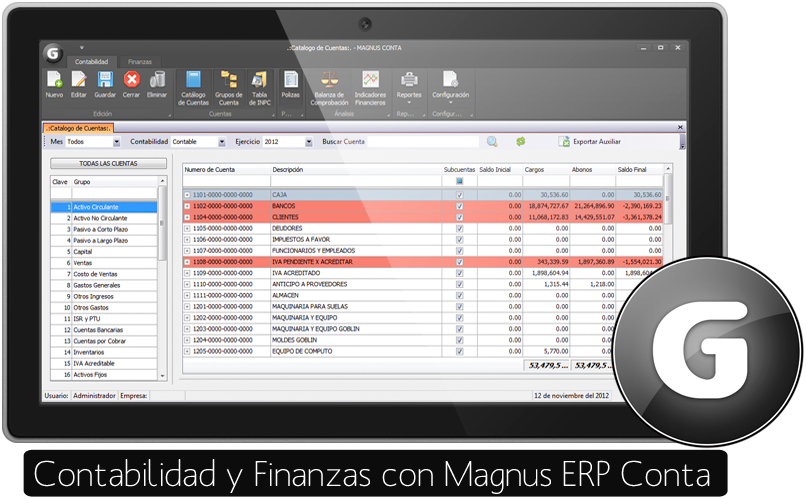 .:Catalogo de Cuentas:. - MAGNUS CONTA
Contabilidad Finanzas
Nuevo Editar Guardar Cerrar Eliminar Catálogo de Cuentas Grupos de Cuenta Tabla de INPC Polizas Balanza de Comprobación Indicadores Financieros Reportes Configuración
Edición Cuentas P... Análisis Rep... Configur...
.:Catalogo de Cuentas:.
Mes Todos Contabilidad Contable Ejercicio 2012 Buscar Cuenta Exportar Auxiliar
TODAS LAS CUENTAS
Clave Grupo
1 Activo Circulante
2 Activo No Circulante
3 Pasivo a Corto Plazo
4 Pasivo a Largo Plazo
5 Capital
6 Ventas
7 Costo de Ventas
8 Gastos Generales
9 Otros Ingresos
10 Otros Gastos
11 ISR y PTU
12 Cuentas Bancarias
13 Cuentas por Cobrar
14 Inventarios
15 IVA Acreditable
16 Activos Fijos
Numero de Cuenta Descripción Subcuentas Saldo Inicial Cargos Abonos Saldo Final
1101-0000-0000-0000 CAJA 0.00 30,536.60 0.00 30,536.60
1102-0000-0000-0000 BANCOS 0.00 18,874,727.67 21,264,896.90 -2,390,169.23
1104-0000-0000-0000 CLIENTES 0.00 11,068,172.83 14,429,551.07 -3,361,378.24
1105-0000-0000-0000 DEUDORES 0.00 0.00 0.00 0.00
1106-0000-0000-0000 IMPUESTOS A FAVOR 0.00 0.00 0.00 0.00
1107-0000-0000-0000 FUNCIONARIOS Y EMPLEADOS 0.00 0.00 0.00 0.00
1108-0000-0000-0000 IVA PENDIENTE X ACREDITAR 0.00 343,339.59 1,897,360.89 -1,554,021.30
1109-0000-0000-0000 IVA ACREDITADO 0.00 1,898,604.94 0.00 1,898,604
1110-0000-0000-0000 ANTICIPO A PROVEEDORES 0.00 1,315.44 1,218.00
1111-0000-0000-0000 ALMACEN 0.00 0.00 0.00
1201-0000-0000-0000 MAQUINARIA PARA SUELAS 0.00 0.00 0.00
1202-0000-0000-0000 MAQUINARIA Y EQUIPO 0.00 0.00
1203-0000-0000-0000 MAQUINARIA Y EQUIPO GOBLIN 0.00 0.00
1204-0000-0000-0000 MOLDES GOBLIN 0.00 0.00
1205-0000-0000-0000 EQUIPO DE COMPUTO 0.00 5,770.00
53,479,5 ... 53,479,5 ...
Usuario: Administrador Empresa: 12 de noviembre del 2012
G
Contabilidad y Finanzas con Magnus ERP Conta